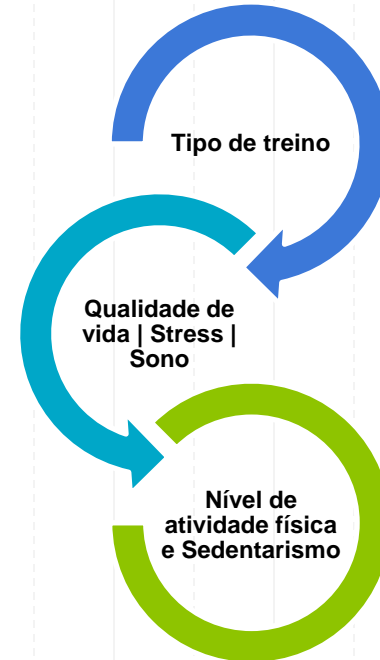 Tipo de treino
Qualidade de
vida | Stress |
Sono
Nível de
atividade física
e Sedentarismo